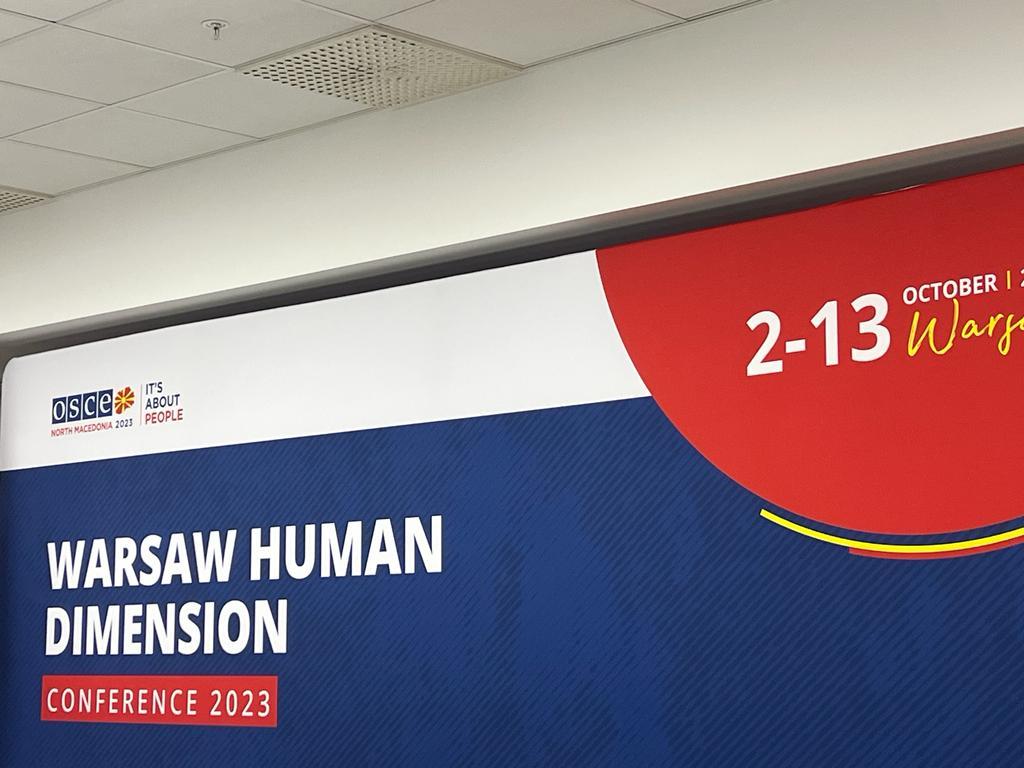 2-13 OCTOBER |
osce
NORTH MACEDONIA 2023
IT'S
ABOUT
PEOPLE
WARSAW HUMAN
DIMENSION
CONFERENCE 2023